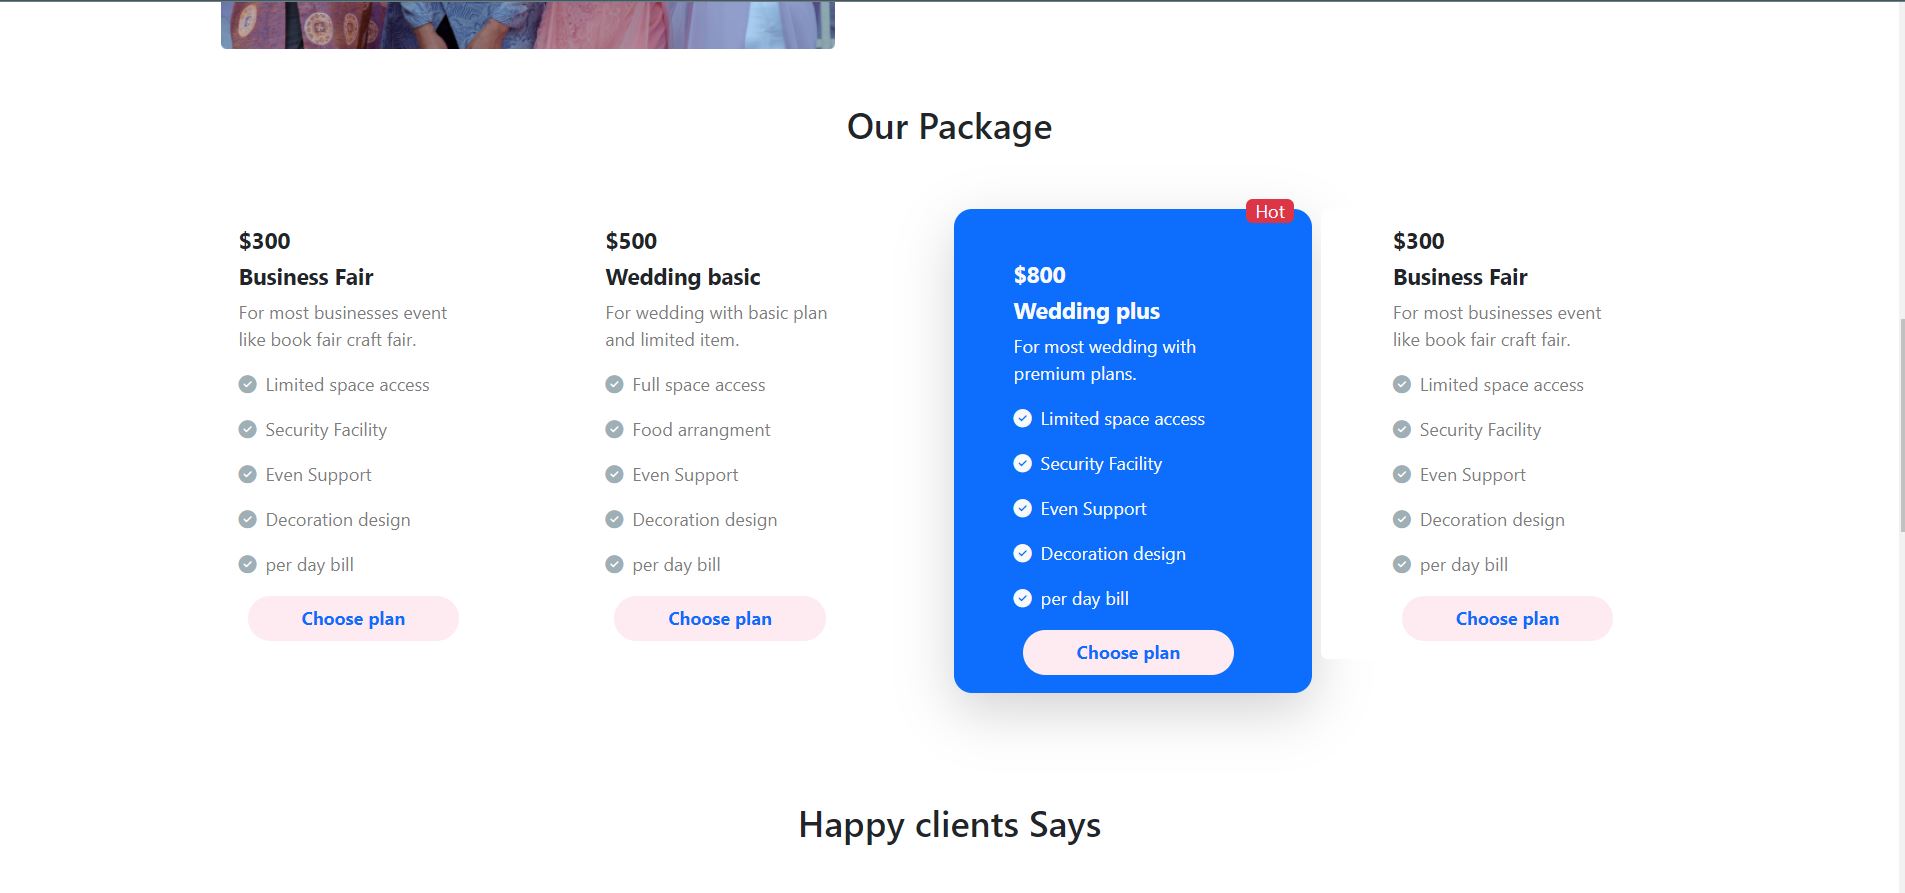 Our Package
$300
Business Fair
For most businesses event
like book fair craft fair.
Limited space access
Security Facility
Even Support
Decoration design
per day bill
Choose plan
$500
Wedding basic
For wedding with basic plan
and limited item.
Full space access
Food arrangment
Even Support
Decoration design
per day bill
Choose plan
Hot
$800
Wedding plus
For most wedding with
premium plans.
Limited space access
Security Facility
Even Support
Decoration design
per day bill
Choose plan
$300
Business Fair
For most businesses event
like book fair craft fair.
Limited space access
Security Facility
Even Support
Decoration design
per day bill
Choose plan
Happy clients Says